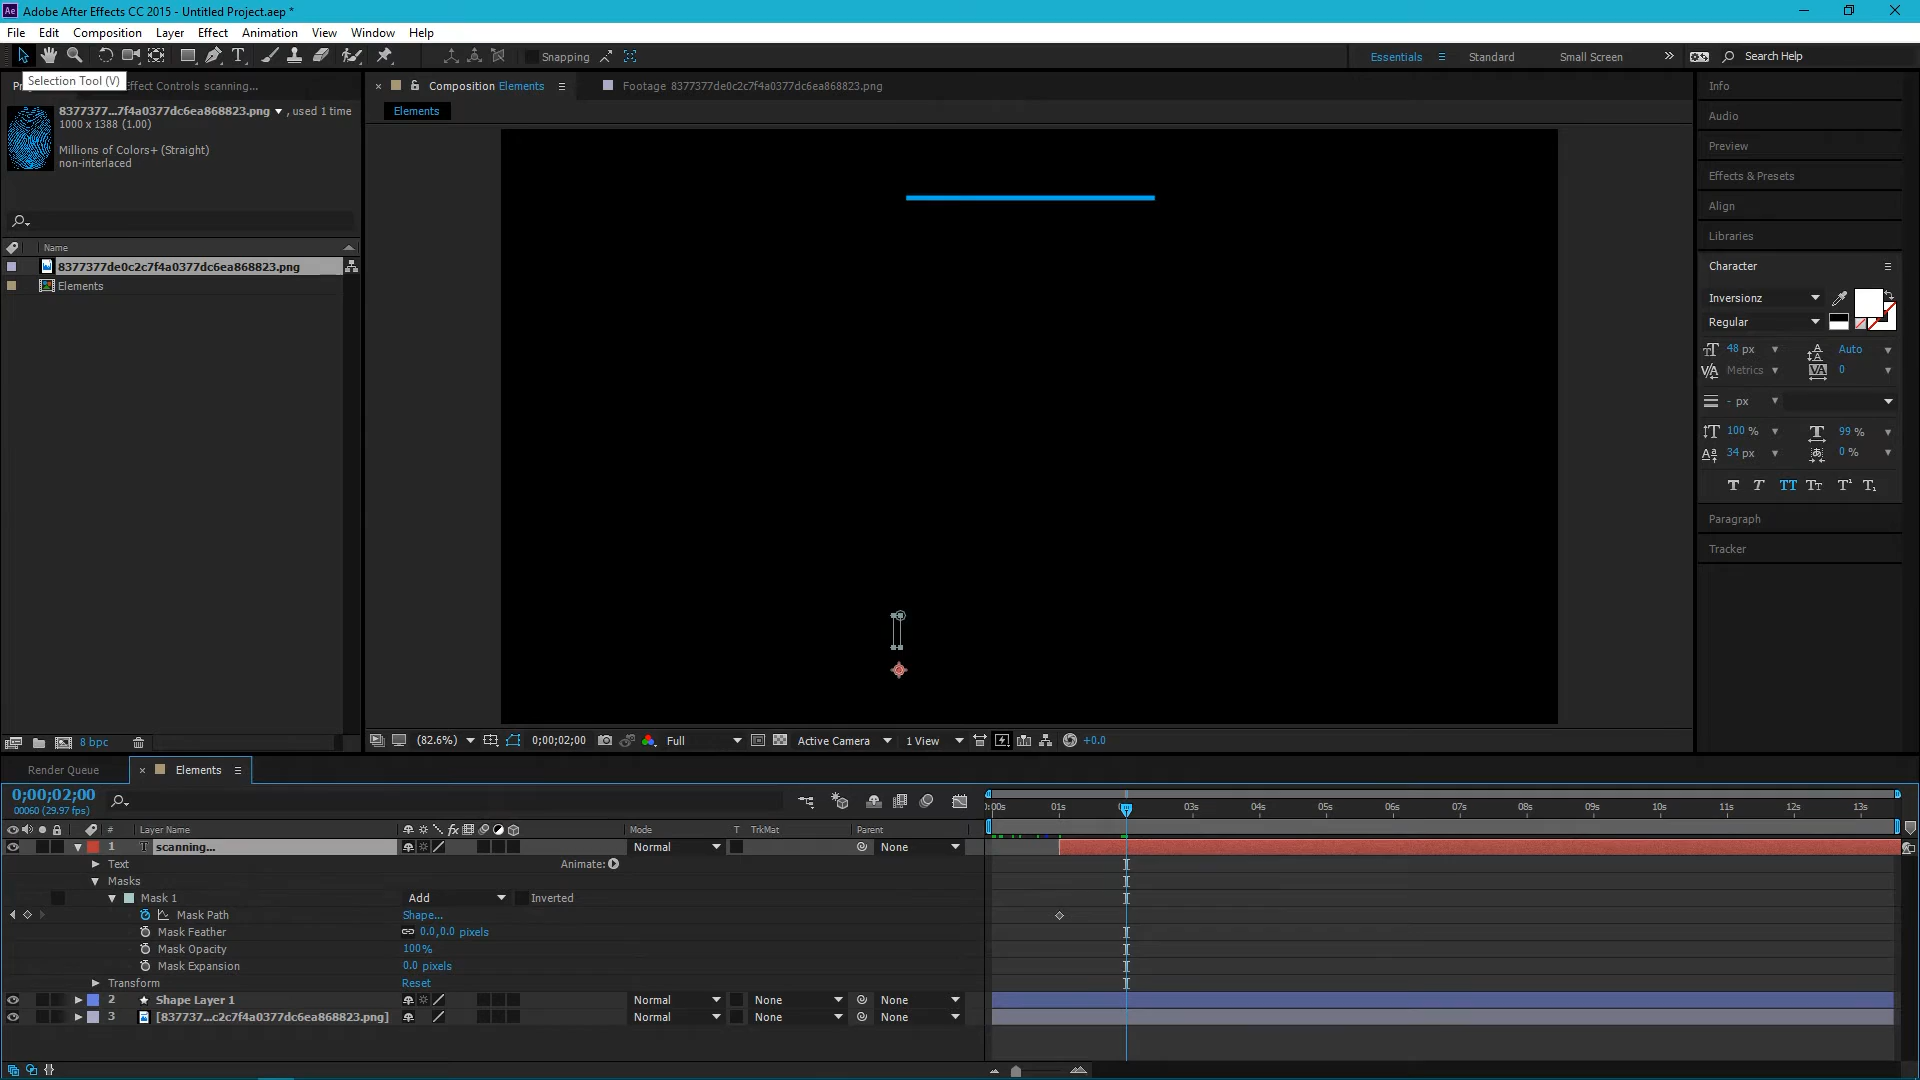 Ae Adobe After Effects CC 2015 - Untitled Project.aep *
File Edit Composition Layer Effect Animation View Window Help
Snapping Essentials Standard Small Screen Search Help
Selection Tool (V)
Effect Controls scanning...
Composition Elements
Footage 8377377de0c2c7f4a0377dc6ea868823.png
Elements
8377377...7f4a0377dc6ea868823.png , used 1 time
1000 x 1388 (1.00)
Millions of Colors+ (Straight)
non-interlaced
Name
8377377de0c2c7f4a0377dc6ea868823.png
Elements
8 bpc
(82.6%) 0;00;02;00 Full Active Camera 1 View +0.0
Info
Audio
Preview
Effects & Presets
Align
Libraries
Character
Inversionz
Regular
48 px Auto
Metrics 0
- px
100 % 99 %
34 px 0 %
T T TT Tt T¹ T₁
Paragraph
Tracker
Render Queue Elements
0;00;02;00
00060 (29.97 fps)
01s 03s 04s 05s 06s 07s 08s 09s 10s 11s 12s 13s
# Layer Name Mode T TrkMat Parent
1 T scanning... Normal None
Text Animate:
Masks
Mask 1 Add Inverted
Mask Path Shape...
Mask Feather 0.0,0.0 pixels
Mask Opacity 100%
Mask Expansion 0.0 pixels
Transform Reset
2 Shape Layer 1 Normal None None
3 [837737...c2c7f4a0377dc6ea868823.png] Normal None None